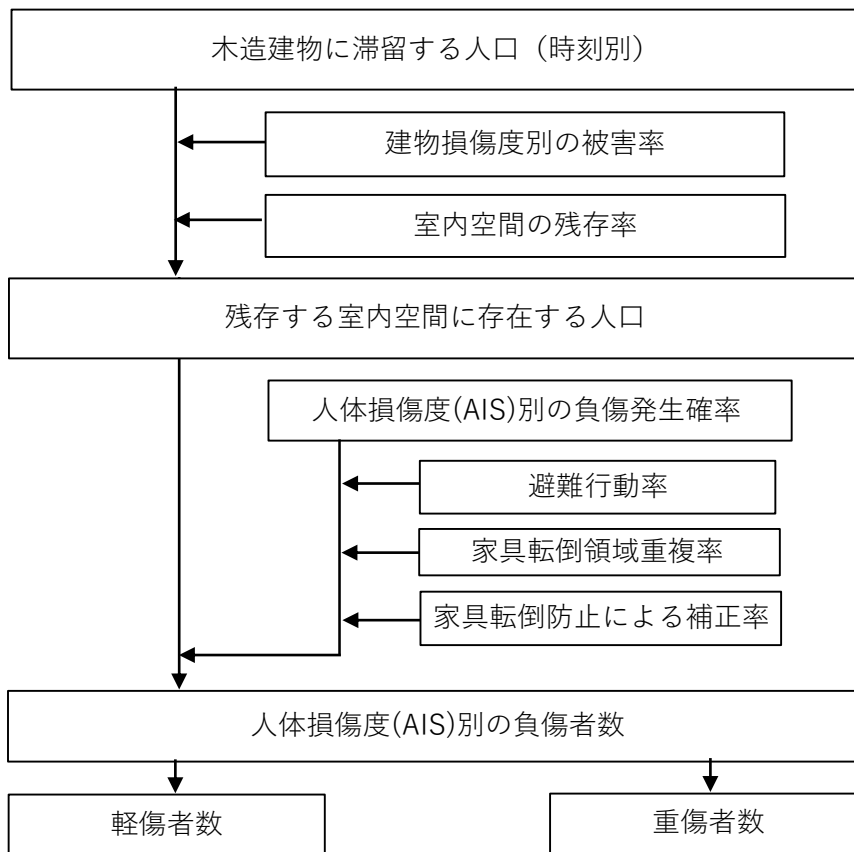 木造建物に滞留する人口（時刻別）
建物損傷度別の被害率
室内空間の残存率
残存する室内空間に存在する人口
人体損傷度(AIS)別の負傷発生確率
避難行動率
家具転倒領域重複率
家具転倒防止による補正率
人体損傷度(AIS)別の負傷者数
軽傷者数
重傷者数